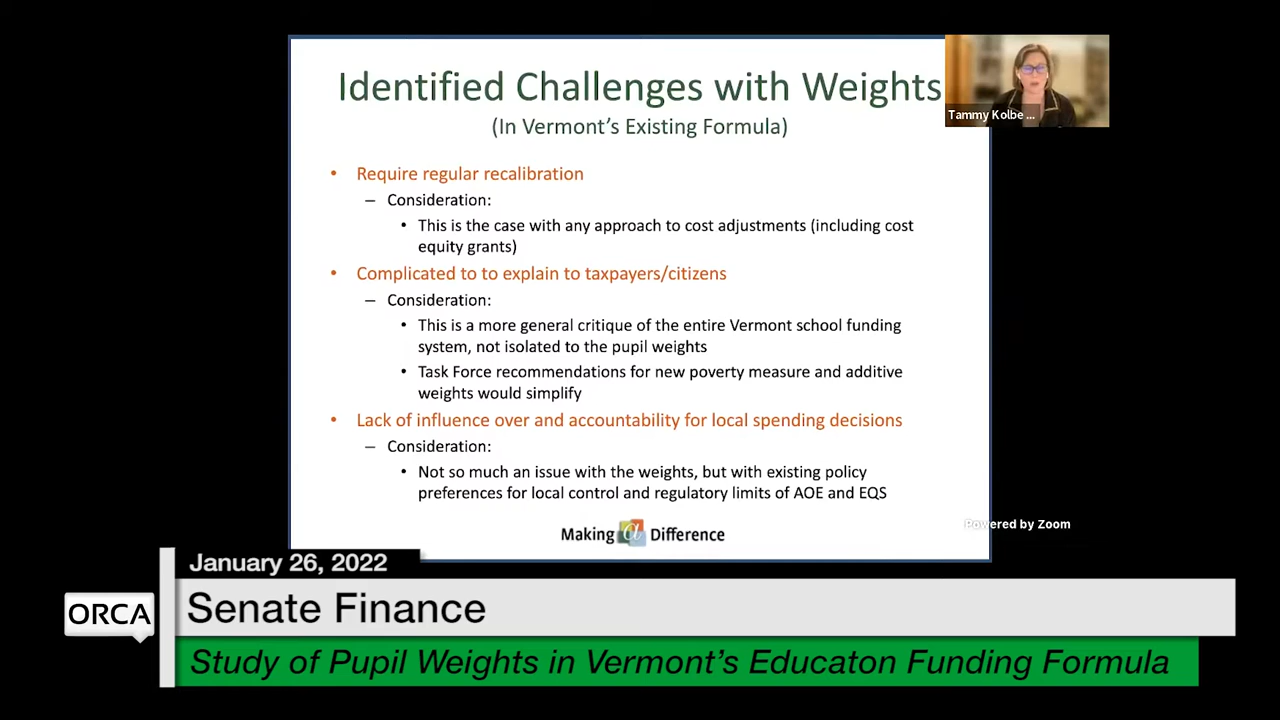 Identified Challenges with Weights
(In Vermont's Existing Formula)
Tammy Kolbe ...
• Require regular recalibration
– Consideration:
• This is the case with any approach to cost adjustments (including cost
equity grants)
• Complicated to to explain to taxpayers/citizens
– Consideration:
• This is a more general critique of the entire Vermont school funding
system, not isolated to the pupil weights
• Task Force recommendations for new poverty measure and additive
weights would simplify
• Lack of influence over and accountability for local spending decisions
– Consideration:
• Not so much an issue with the weights, but with existing policy
preferences for local control and regulatory limits of AOE and EQS
Making a Difference
Powered by Zoom
January 26, 2022
ORCA
Senate Finance
Study of Pupil Weights in Vermont's Educaton Funding Formula